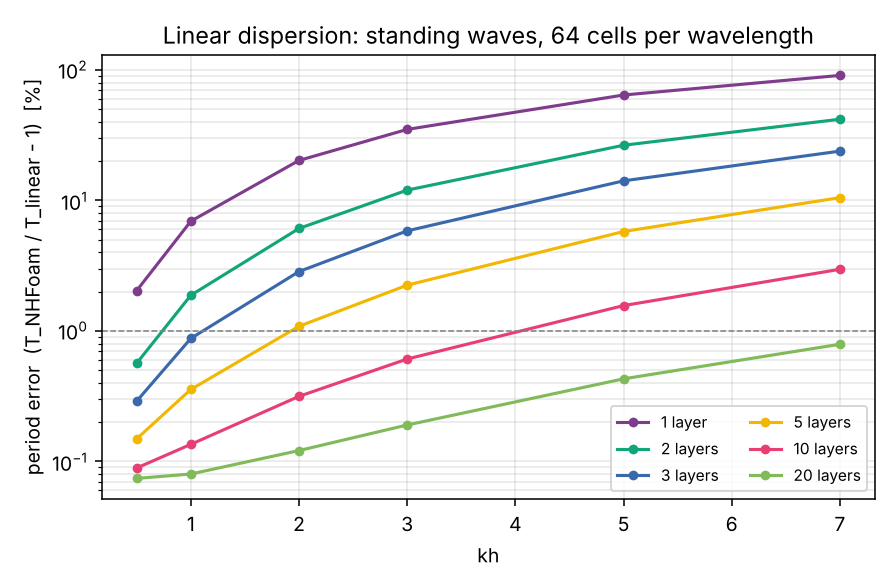 Linear dispersion: standing waves, 64 cells per wavelength
period error (T_NHFoam / T_linear - 1) [%]
10²
10¹
10⁰
10⁻¹
1 layer
2 layers
3 layers
5 layers
10 layers
20 layers
1 2 3 4 5 6 7
kh